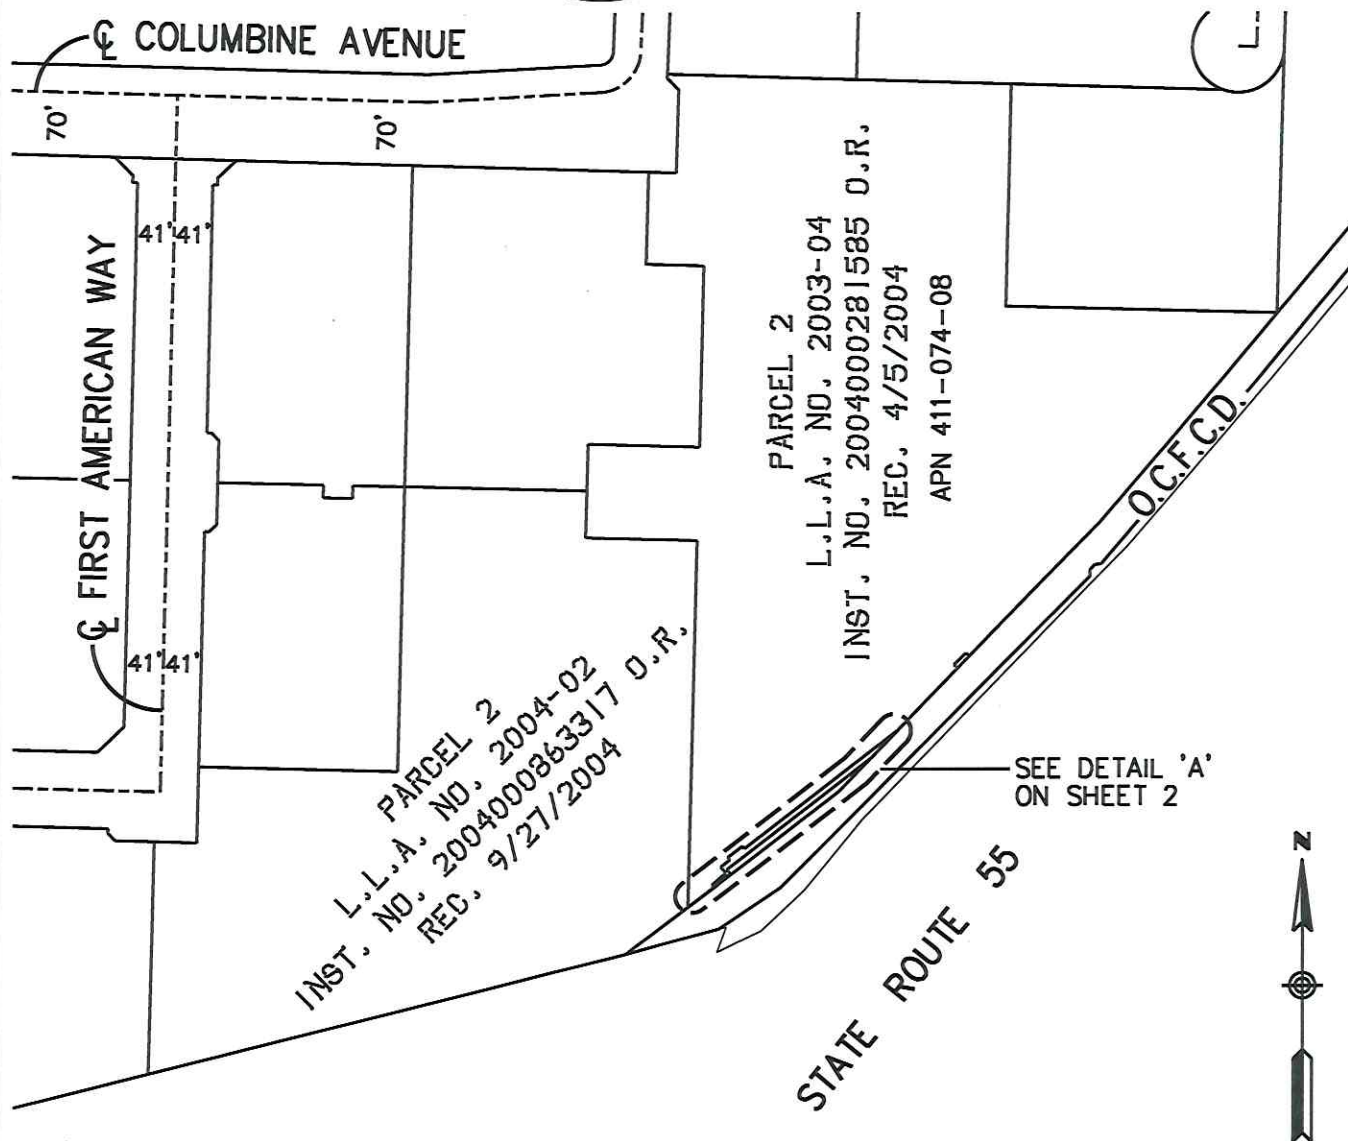 ℄ COLUMBINE AVENUE
70'
70'
41' 41'
℄ FIRST AMERICAN WAY
41' 41'
PARCEL 2
L.L.A. NO. 2003-04
INST. NO. 2004000281585 O.R.
REC. 4/5/2004
APN 411-074-08
O.C.F.C.D.
PARCEL 2
L.L.A. NO. 2004-02
INST. NO. 2004000863317 O.R.
REC. 9/27/2004
SEE DETAIL 'A'
ON SHEET 2
STATE ROUTE 55
N